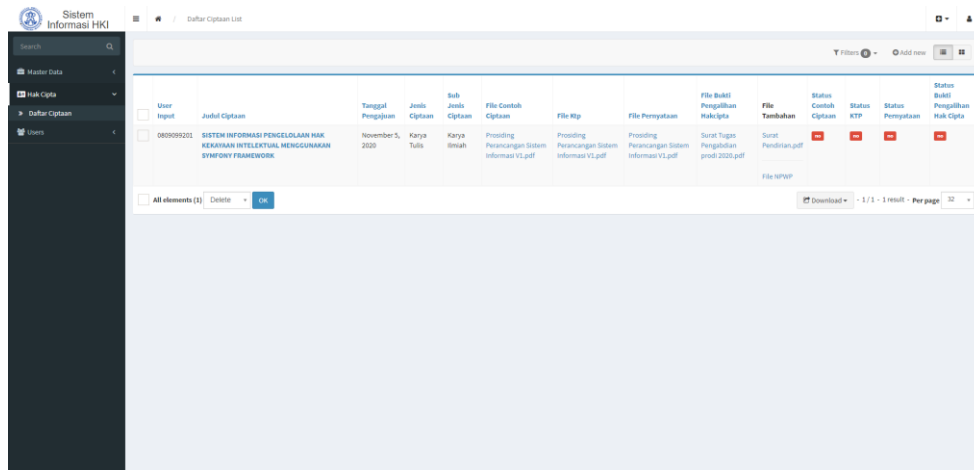 Sistem
Informasi HKI
/ Daftar Ciptaan List
Search
Master Data
Hak Cipta
Daftar Ciptaan
Users
Filters 0
Add new
User
Input
Judul Ciptaan
Tanggal
Pengajuan
Jenis
Ciptaan
Sub
Jenis
Ciptaan
File Contoh
Ciptaan
File Ktp
File Pernyataan
File Bukti
Pengalihan
Hakcipta
File
Tambahan
Status
Contoh
Ciptaan
Status
KTP
Status
Pernyataan
Status
Bukti
Pengalihan
Hak Cipta
0809099201
SISTEM INFORMASI PENGELOLAAN HAK
KEKAYAAN INTELEKTUAL MENGGUNAKAN
SYMFONY FRAMEWORK
November 5,
2020
Karya
Tulis
Karya
Ilmiah
Prosiding
Perancangan Sistem
Informasi V1.pdf
Prosiding
Perancangan Sistem
Informasi V1.pdf
Prosiding
Perancangan Sistem
Informasi V1.pdf
Surat Tugas
Pengabdian
prodi 2020.pdf
Surat
Pendirian.pdf
File NPWP
no
no
no
no
All elements (1)
Delete
OK
Download
- 1 / 1 - 1 result - Per page
32